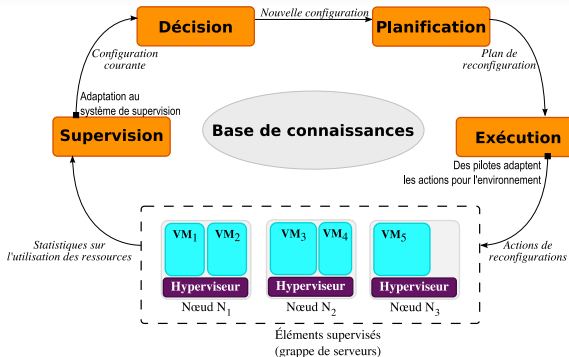 Décision
Nouvelle configuration
Planification
Configuration
courante
Plan de
reconfiguration
Adaptation au
système de supervision
Supervision
Base de connaissances
Exécution
Des pilotes adaptent
les actions pour l'environnement
VM1
VM2
VM3
VM4
VM5
Hyperviseur
Hyperviseur
Hyperviseur
Nœud N1
Nœud N2
Nœud N3
Statistiques sur
l'utilisation des ressources
Actions de
reconfigurations
Éléments supervisés
(grappe de serveurs)